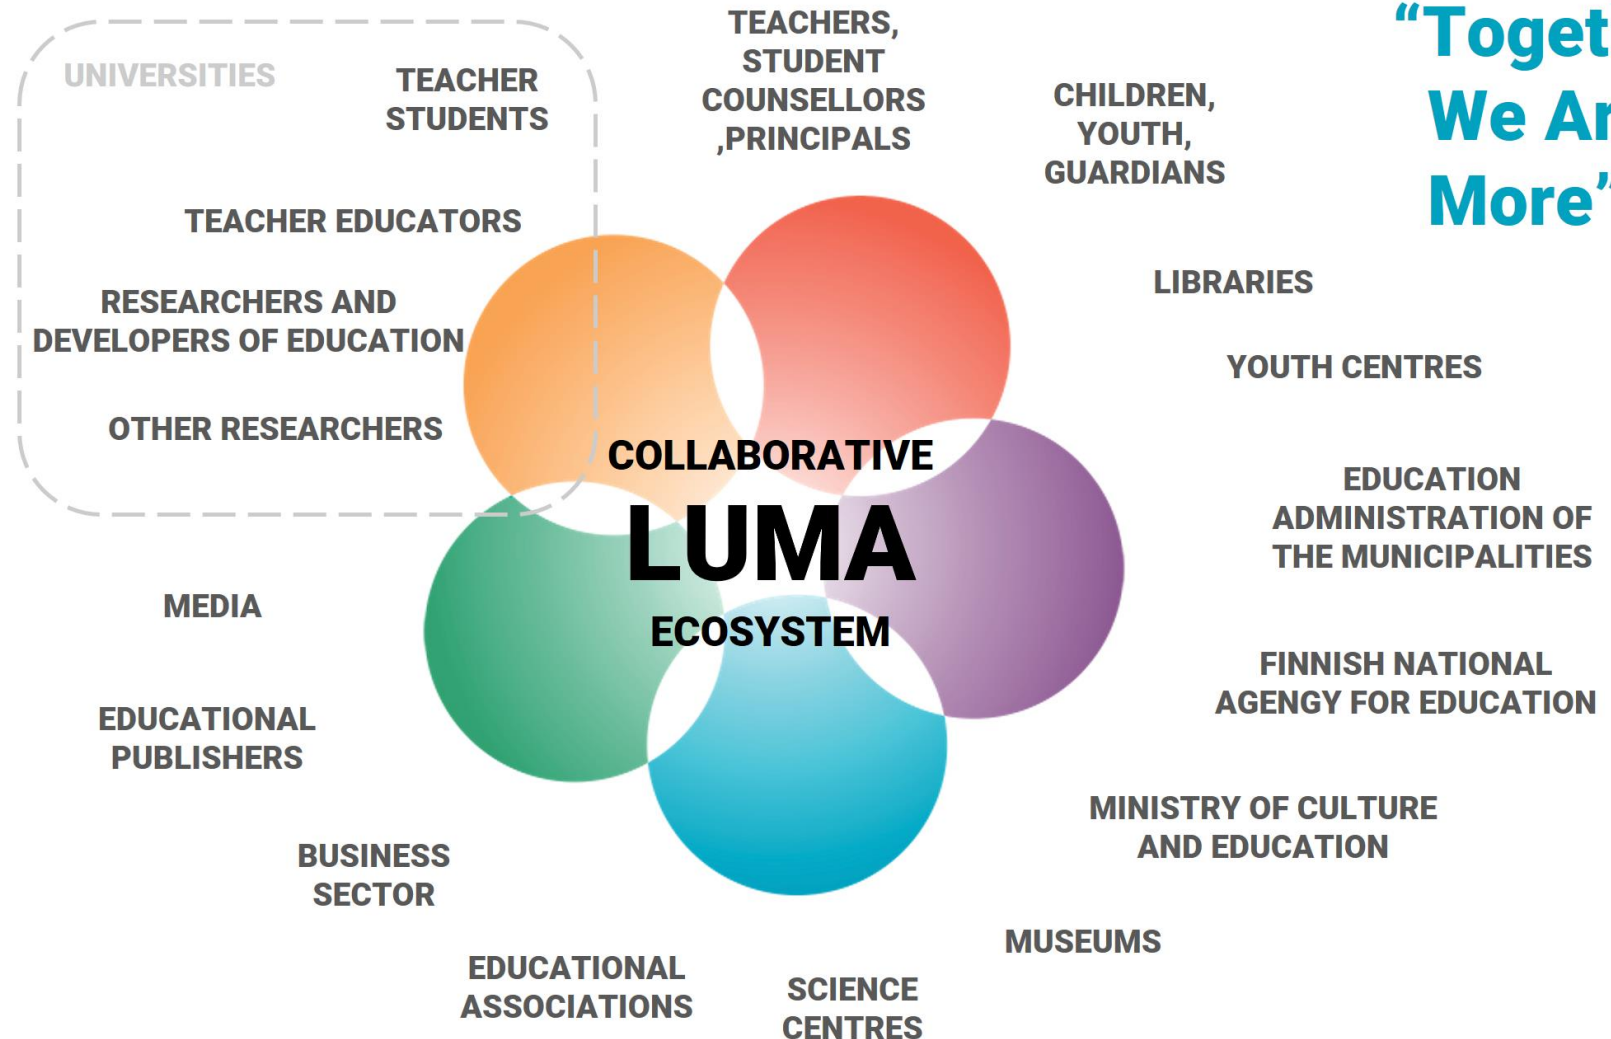 UNIVERSITIES
TEACHER
STUDENTS
TEACHER EDUCATORS
RESEARCHERS AND
DEVELOPERS OF EDUCATION
OTHER RESEARCHERS
TEACHERS,
STUDENT
COUNSELLORS
,PRINCIPALS
CHILDREN,
YOUTH,
GUARDIANS
“Toget
We Ar
More”
LIBRARIES
YOUTH CENTRES
EDUCATION
ADMINISTRATION OF
THE MUNICIPALITIES
FINNISH NATIONAL
AGENGY FOR EDUCATION
MINISTRY OF CULTURE
AND EDUCATION
MUSEUMS
SCIENCE
CENTRES
EDUCATIONAL
ASSOCIATIONS
BUSINESS
SECTOR
EDUCATIONAL
PUBLISHERS
MEDIA
COLLABORATIVE
LUMA
ECOSYSTEM